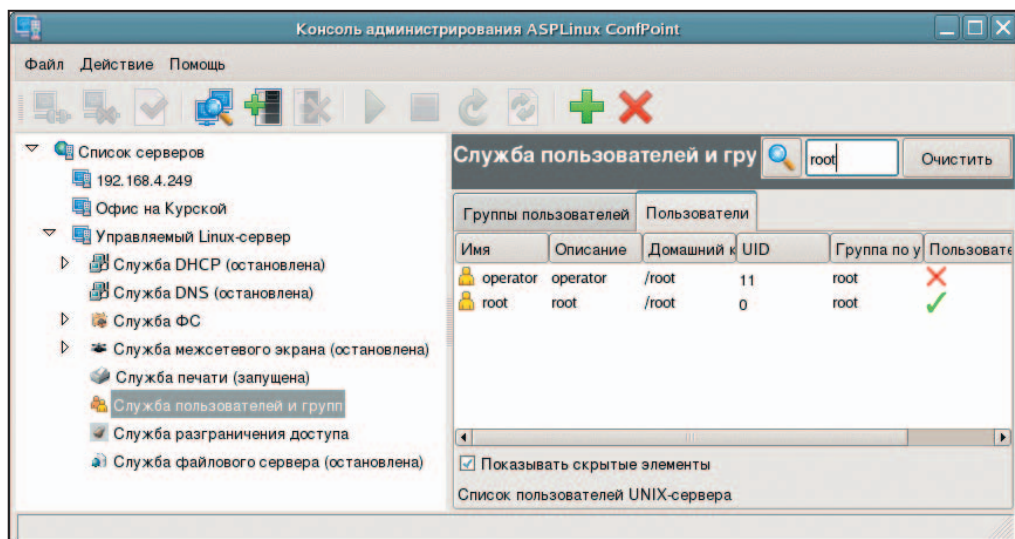 Консоль администрирования ASPLinux ConfPoint
Файл Действие Помощь
Список серверов
192.168.4.249
Офис на Курской
Управляемый Linux-сервер
Служба DHCP (остановлена)
Служба DNS (остановлена)
Служба ФС
Служба межсетевого экрана (остановлена)
Служба печати (запущена)
Служба пользователей и групп
Служба разграничения доступа
Служба файлового сервера (остановлена)
Служба пользователей и гру root Очистить
Группы пользователей Пользователи
Имя Описание Домашний к UID Группа по у Пользовате
operator operator /root 11 root
root root /root 0 root
Показывать скрытые элементы
Список пользователей UNIX-сервера